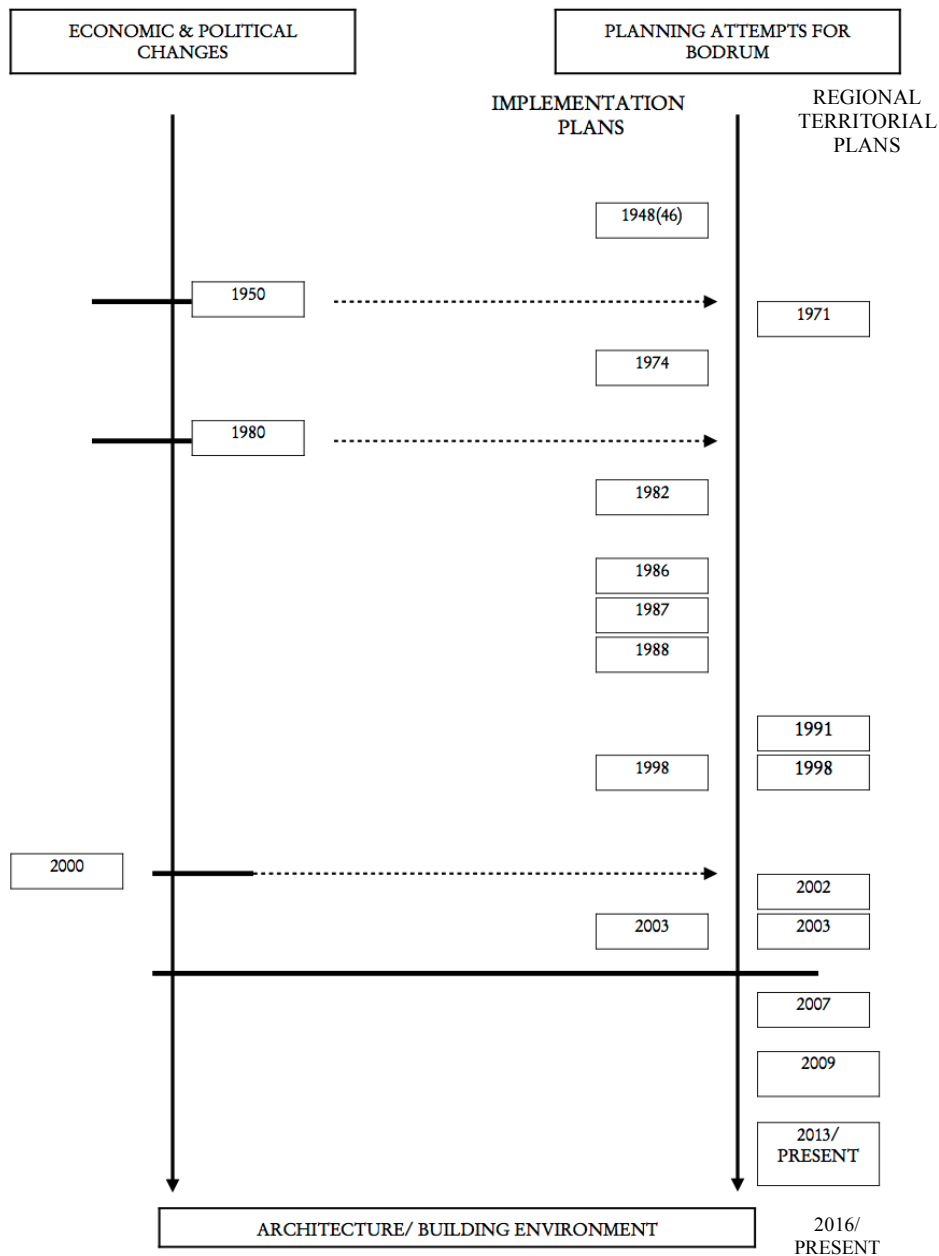 ECONOMIC & POLITICAL
CHANGES
PLANNING ATTEMPTS FOR
BODRUM
IMPLEMENTATION
PLANS
REGIONAL
TERRITORIAL
PLANS
1948(46)
1950
1971
1974
1980
1982
1986
1987
1988
1991
1998
1998
2000
2002
2003
2003
2007
2009
2013/
PRESENT
ARCHITECTURE/ BUILDING ENVIRONMENT
2016/
PRESENT